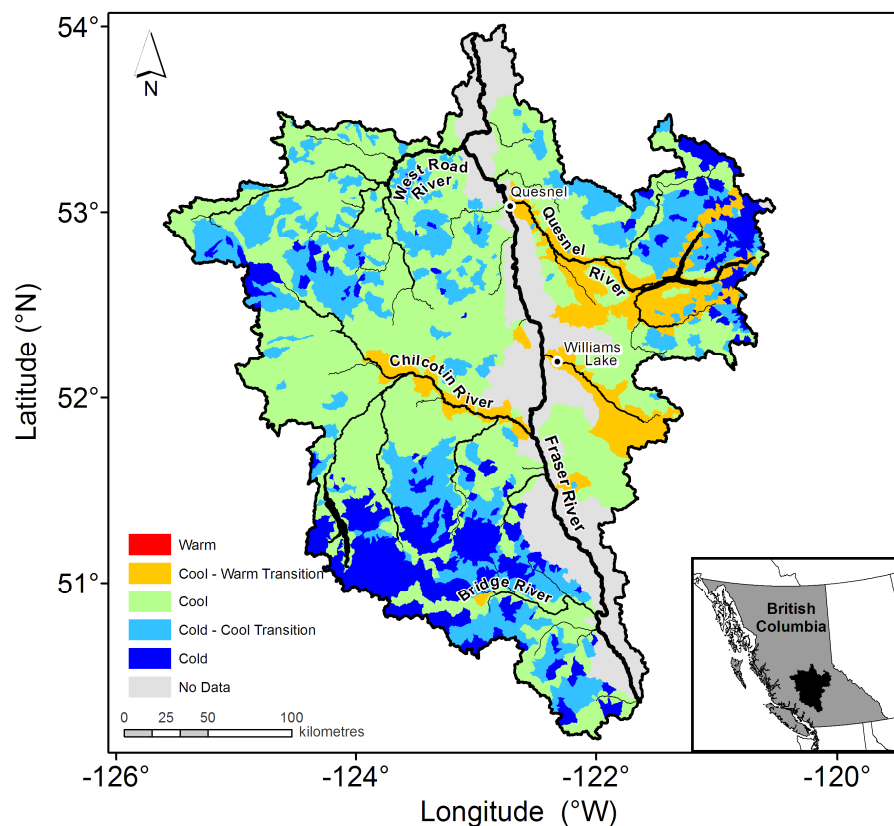 54°
53°
52°
51°
Latitude (°N)
N
West Road
River
Quesnel
Quesnel
River
Williams
Lake
Chilcotin River
Fraser River
Bridge River
Warm
Cool - Warm Transition
Cool
Cold - Cool Transition
Cold
No Data
0 25 50 100
kilometres
British
Columbia
-126° -124° -122° -120°
Longitude (°W)